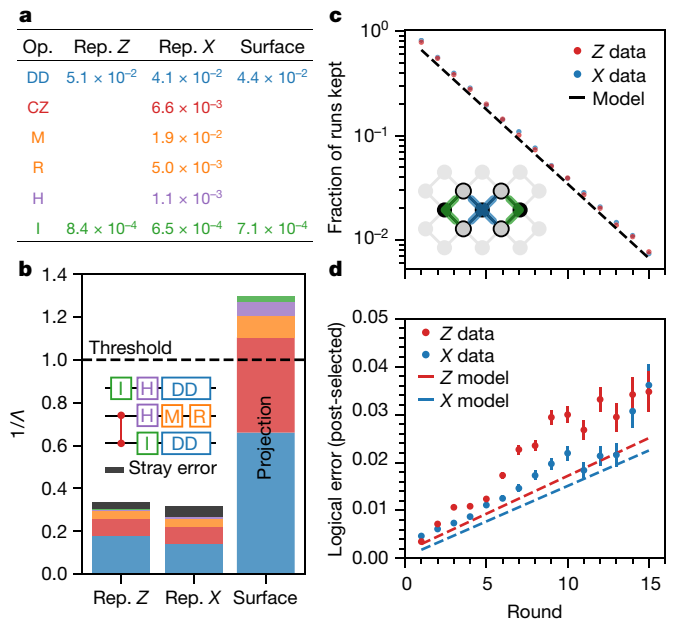 a
Op. Rep. Z Rep. X Surface
DD 5.1 × 10⁻² 4.1 × 10⁻² 4.4 × 10⁻²
CZ 6.6 × 10⁻³
M 1.9 × 10⁻²
R 5.0 × 10⁻³
H 1.1 × 10⁻³
I 8.4 × 10⁻⁴ 6.5 × 10⁻⁴ 7.1 × 10⁻⁴
b
1/Λ
1.4
1.2
1.0
0.8
0.6
0.4
0.2
0.0
Threshold
I H DD
H M R
I DD
Stray error
Projection
Rep. Z Rep. X Surface
c
Fraction of runs kept
10⁰
10⁻¹
10⁻²
Z data
X data
Model
d
Logical error (post-selected)
0.05
0.04
0.03
0.02
0.01
0.00
Z data
X data
Z model
X model
0 5 10 15
Round